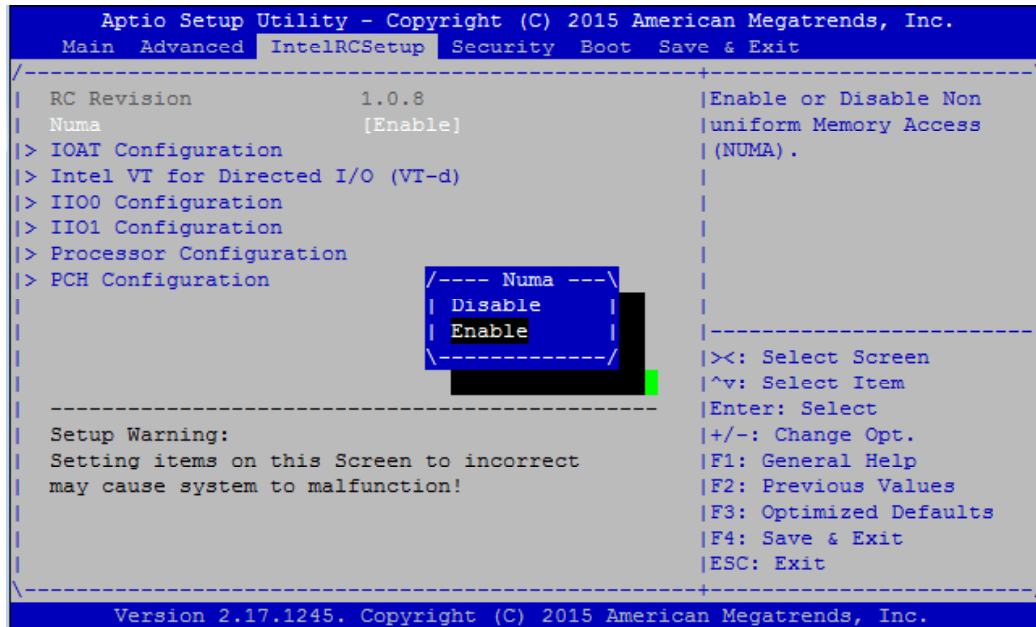 Aptio Setup Utility - Copyright (C) 2015 American Megatrends, Inc.
Main Advanced IntelRCSetup Security Boot Save & Exit
/----------------------------------------------------+-------------------------\
| RC Revision 1.0.8 |Enable or Disable Non
| Numa [Enable] |uniform Memory Access
|> IOAT Configuration |(NUMA).
|> Intel VT for Directed I/O (VT-d) |
|> IIO0 Configuration |
|> IIO1 Configuration |
|> Processor Configuration |
|> PCH Configuration /---- Numa ---\ |
| | Disable | |
| | Enable | |-------------------------
| \-------------/ |><: Select Screen
| |^v: Select Item
| ----------------------------------------------- |Enter: Select
| Setup Warning: |+/-: Change Opt.
| Setting items on this Screen to incorrect |F1: General Help
| may cause system to malfunction! |F2: Previous Values
| |F3: Optimized Defaults
| |F4: Save & Exit
| |ESC: Exit
\----------------------------------------------------+-------------------------/
Version 2.17.1245. Copyright (C) 2015 American Megatrends, Inc.